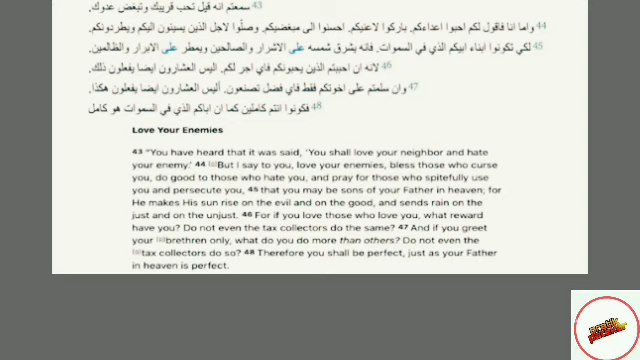 43 سمعتم انه قيل تحب قريبك وتبغض عدوك.
44 واما انا فاقول لكم احبوا اعداءكم. باركوا لاعنيكم. احسنوا الى مبغضيكم. وصلّوا لاجل الذين يسيئون اليكم ويطردونكم.
45 لكي تكونوا ابناء ابيكم الذي في السموات. فانه يشرق شمسه على الاشرار والصالحين ويمطر على الابرار والظالمين.
46 لانه ان احببتم الذين يحبونكم فاي اجر لكم. اليس العشارون ايضا يفعلون ذلك.
47 وان سلمتم على اخوتكم فقط فاي فضل تصنعون. أليس العشارون ايضا يفعلون هكذا.
48 فكونوا انتم كاملين كما ان اباكم الذي في السموات هو كامل
Love Your Enemies
43 "You have heard that it was said, 'You shall love your neighbor and hate
your enemy.' 44 But I say to you, love your enemies, bless those who curse
you, do good to those who hate you, and pray for those who spitefully use
you and persecute you, 45 that you may be sons of your Father in heaven; for
He makes His sun rise on the evil and on the good, and sends rain on the
just and on the unjust. 46 For if you love those who love you, what reward
have you? Do not even the tax collectors do the same? 47 And if you greet
your brethren only, what do you do more than others? Do not even the
tax collectors do so? 48 Therefore you shall be perfect, just as your Father
in heaven is perfect.